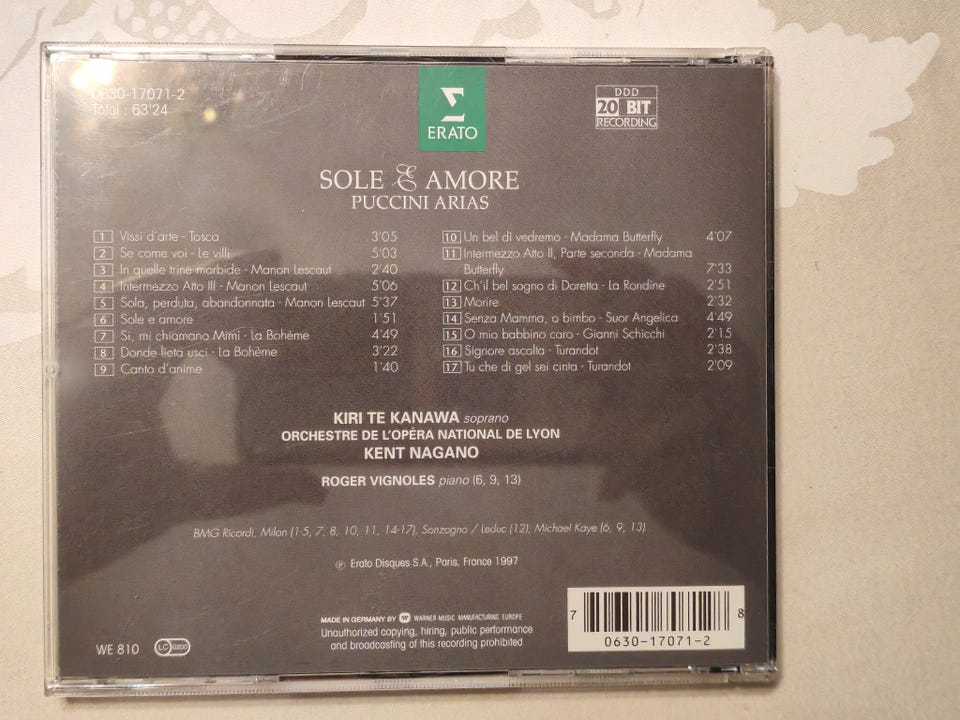 0630-17071-2
Total : 63'24
ERATO
DDD
20 BIT
RECORDING
SOLE E AMORE
PUCCINI ARIAS
1 Vissi d'arte - Tosca 3'05
2 Se come voi - Le villi 5'03
3 In quelle trine morbide - Manon Lescaut 2'40
4 Intermezzo Atto III - Manon Lescaut 5'06
5 Sola, perduta, abandonnata - Manon Lescaut 5'37
6 Sole e amore 1'51
7 Si, mi chiamano Mimi - La Bohème 4'49
8 Donde lieta usci - La Bohème 3'22
9 Canto d'anime 1'40
10 Un bel dì vedremo - Madama Butterfly 4'07
11 Intermezzo Atto II, Parte seconda - Madama
Butterfly 7'33
12 Ch'il bel sogno di Doretta - La Rondine 2'51
13 Morire 2'32
14 Senza Mamma, o bimbo - Suor Angelica 4'49
15 O mio babbino caro - Gianni Schicchi 2'15
16 Signore ascolta - Turandot 2'38
17 Tu che di gel sei cinta - Turandot 2'09
KIRI TE KANAWA soprano
ORCHESTRE DE L'OPÉRA NATIONAL DE LYON
KENT NAGANO
ROGER VIGNOLES piano (6, 9, 13)
BMG Ricordi, Milan (1-5, 7, 8, 10, 11, 14-17), Sonzogno / Leduc (12), Michael Kaye (6, 9, 13)
℗ Erato Disques S.A., Paris, France 1997
MADE IN GERMANY BY WARNER MUSIC MANUFACTURING EUROPE
Unauthorized copying, hiring, public performance
and broadcasting of this recording prohibited
WE 810 LC 0200
7 8
0630-17071-2